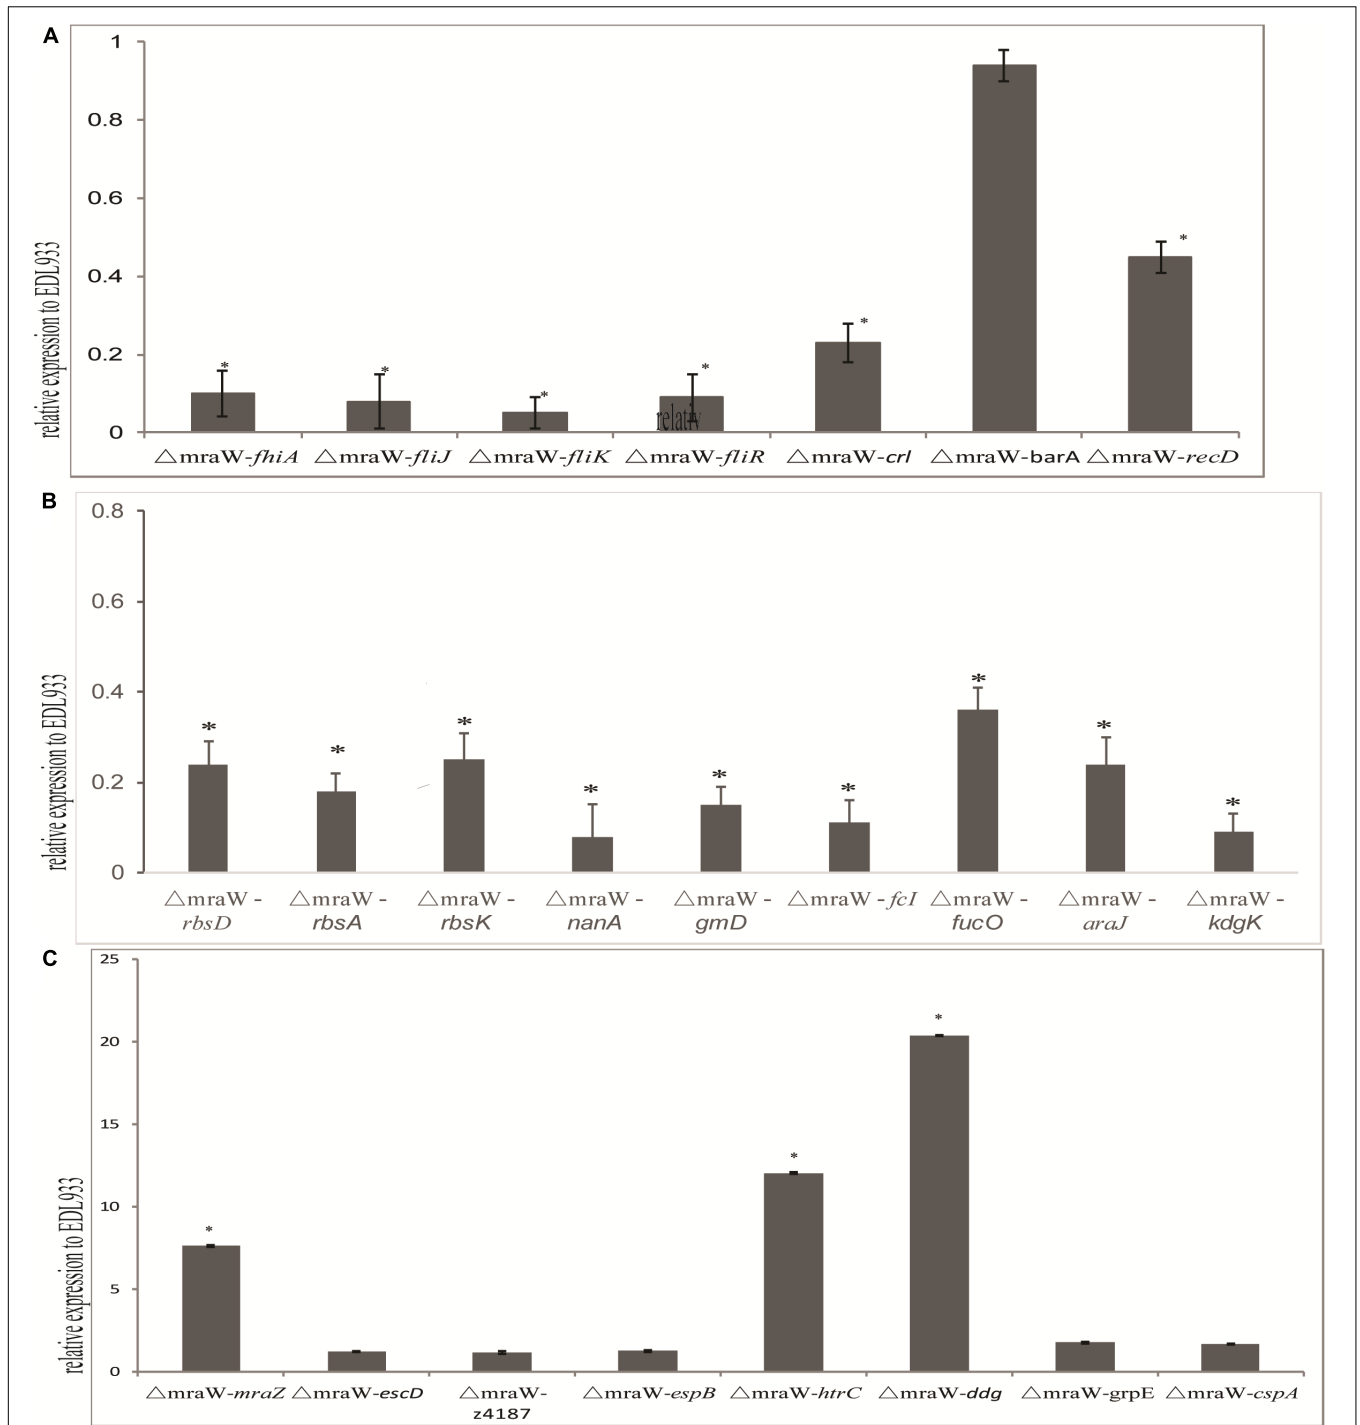 A
relative expression to EDL933
1
0.8
0.6
0.4
0.2
0
* * * * * *
relativ
△mraW-fhiA △mraW-fliJ △mraW-fliK △mraW-fliR △mraW-crl △mraW-barA △mraW-recD
B
relative expression to EDL933
0.8
0.6
0.4
0.2
0
* * * * * * * * *
△mraW - △mraW - △mraW - △mraW - △mraW - △mraW - fcI △mraW - △mraW - △mraW -
rbsD rbsA rbsK nanA gmD fucO araJ kdgK
C
relative expression to EDL933
25
20
15
10
5
0
* * *
△mraW-mraZ △mraW-escD △mraW- △mraW-espB △mraW-htrC △mraW-ddg △mraW-grpE △mraW-cspA
z4187